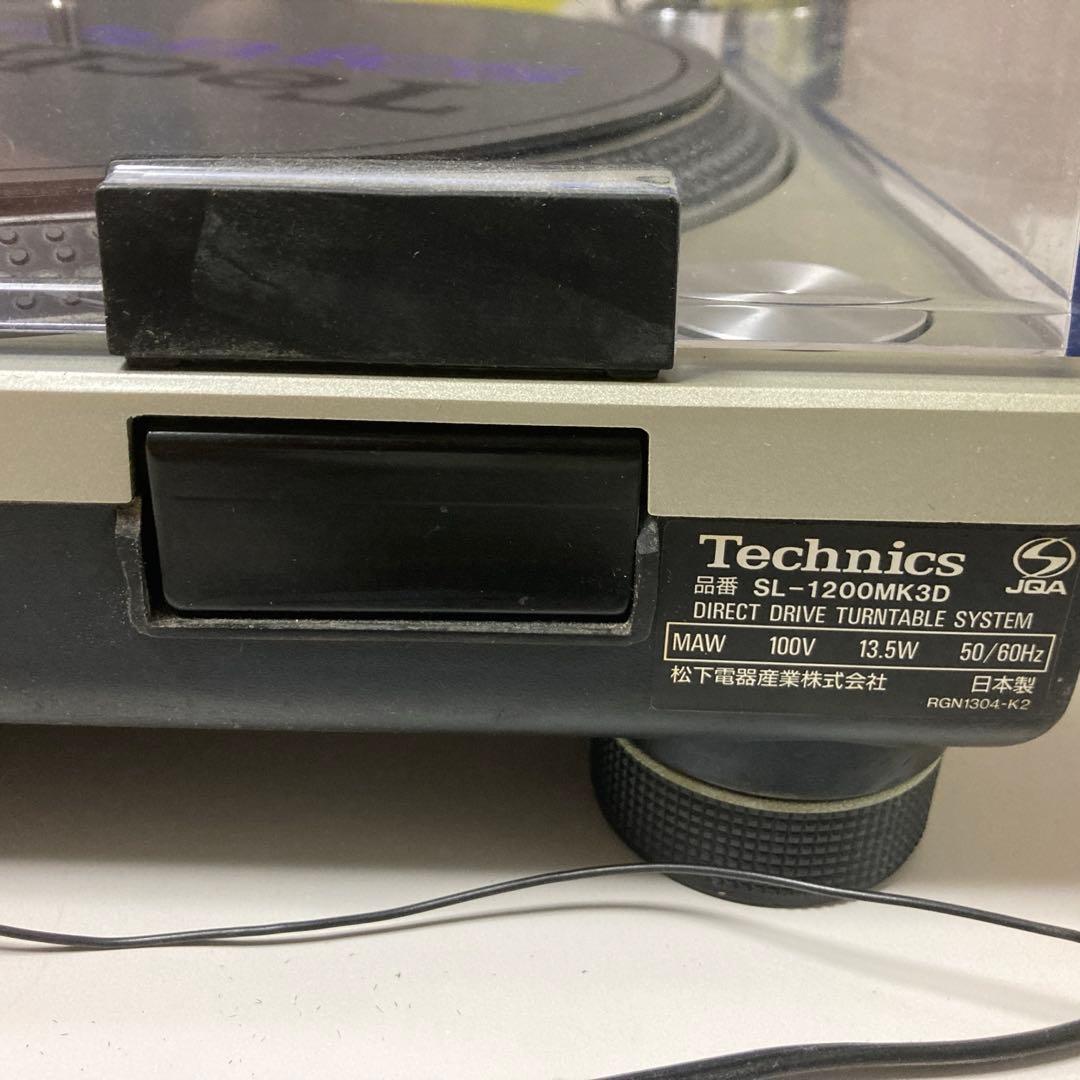 Technics
JQA
品番 SL-1200MK3D
DIRECT DRIVE TURNTABLE SYSTEM
MAW 100V 13.5W 50/60Hz
松下電器産業株式会社 日本製
RGN1304-K2